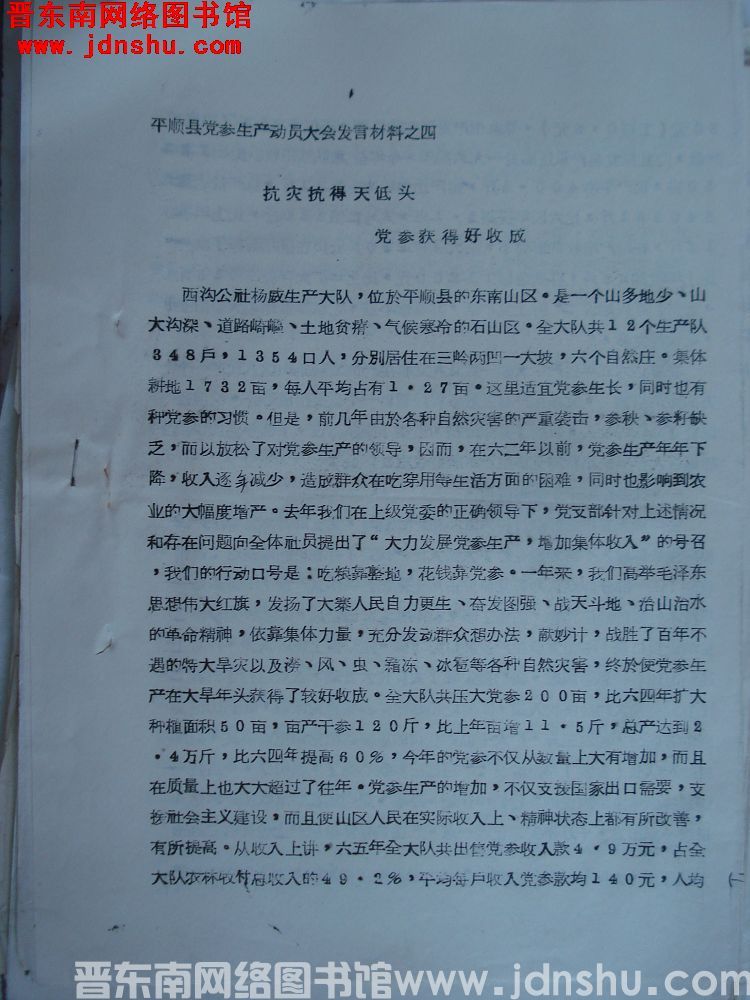 晋东南网络图书馆
www.jdnshu.com
平顺县党参生产动员大会发言材料之四
抗灾抗得天低头
党参获得好收成
西沟公社杨威生产大队，位於平顺县的东南山区。是一个山多地少、山
大沟深、道路崎岖、土地贫瘠、气候寒冷的石山区。全大队共12个生产队
348户，1354口人，分别居住在三岭两凹一大坡，六个自然庄。集体
耕地1732亩，每人平均占有1·27亩。这里适宜党参生长，同时也有
种党参的习惯。但是，前几年由於各种自然灾害的严重袭击，参秧、参籽缺
乏，而以放松了对党参生产的领导，因而，在六二年以前，党参生产年年下
降，收入逐年减少，造成群众在吃穿用等生活方面的困难，同时也影响到农
业的大幅度增产。去年我们在上级党委的正确领导下，党支部针对上述情况
和存在问题向全体社员提出了“大力发展党参生产，增加集体收入”的号召
，我们的行动口号是：吃粮靠整地，花钱靠党参。一年来，我们高举毛泽东
思想伟大红旗，发扬了大寨人民自力更生、奋发图强、战天斗地、治山治水
的革命精神，依靠集体力量，充分发动群众想办法，献妙计，战胜了百年不
遇的特大旱灾以及涝、风、虫、霜冻、冰雹等各种自然灾害，终於使党参生
产在大旱年头获得了较好收成。全大队共压大党参200亩，比六四年扩大
种植面积50亩，亩产干参120斤，比上年亩增11·5斤，总产达到2
·4万斤，比六四年提高60%，今年的党参不仅从数量上大有增加，而且
在质量上也大大超过了往年。党参生产的增加，不仅支援国家出口需要，支
援社会主义建设，而且使山区人民在实际收入上、精神状态上都有所改善，
有所提高。从收入上讲，六五年全大队共出售党参收入款4·9万元，占全
大队农林牧付总收入的49·2%，平均每户收入党参款均140元，人均
晋东南网络图书馆www.jdnshu.com